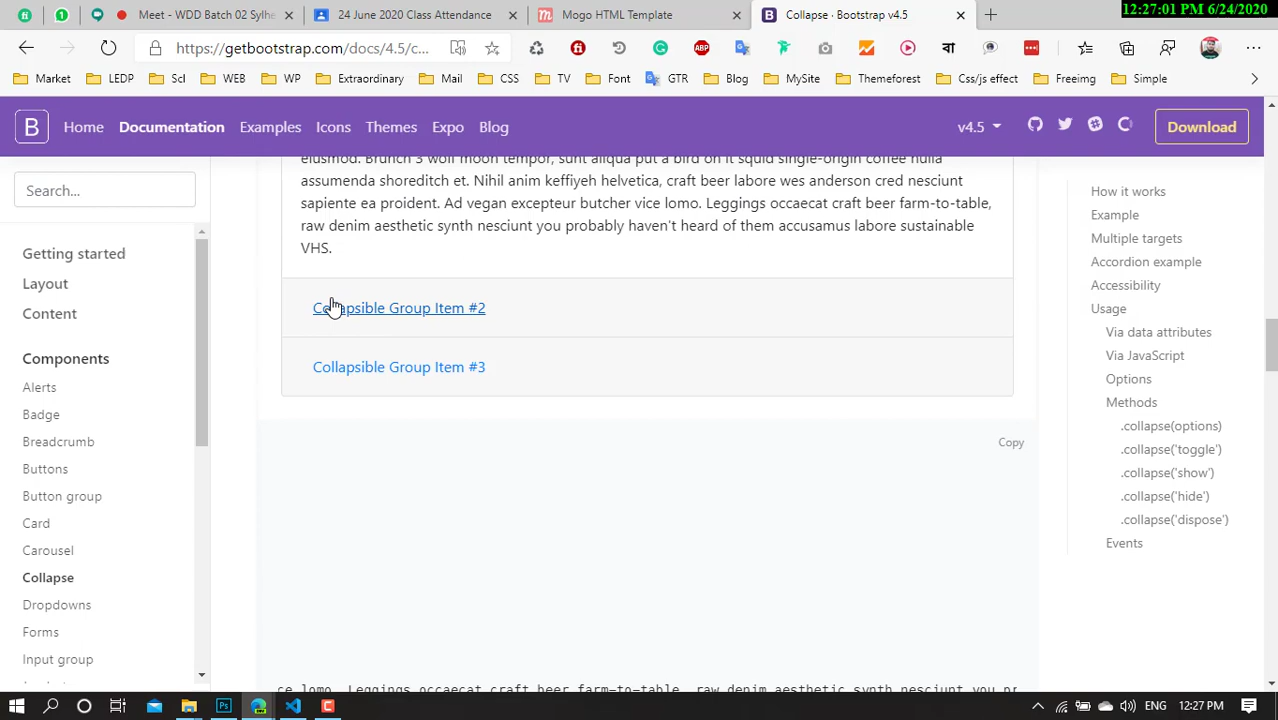 Meet - WDD Batch 02 Sylhe
24 June 2020 Class Attendance
Mogo HTML Template
Collapse · Bootstrap v4.5
12:27:01 PM 6/24/2020
https://getbootstrap.com/docs/4.5/c...
ABP
বা
Market
LEDP
Scl
WEB
WP
Extraordinary
Mail
CSS
TV
Font
GTR
Blog
MySite
Themeforest
Css/js effect
Freeimg
Simple
B
Home
Documentation
Examples
Icons
Themes
Expo
Blog
v4.5
Download
Search...
Getting started
Layout
Content
Components
Alerts
Badge
Breadcrumb
Buttons
Button group
Card
Carousel
Collapse
Dropdowns
Forms
Input group
eiusmod. Brunch 3 wolf moon tempor, sunt aliqua put a bird on it squid single-origin coffee nulla
assumenda shoreditch et. Nihil anim keffiyeh helvetica, craft beer labore wes anderson cred nesciunt
sapiente ea proident. Ad vegan excepteur butcher vice lomo. Leggings occaecat craft beer farm-to-table,
raw denim aesthetic synth nesciunt you probably haven't heard of them accusamus labore sustainable
VHS.
Collapsible Group Item #2
Collapsible Group Item #3
Copy
ce lomo. Leggings occaecat craft beer farm-to-table, raw denim aesthetic synth nesciunt you pr
How it works
Example
Multiple targets
Accordion example
Accessibility
Usage
Via data attributes
Via JavaScript
Options
Methods
.collapse(options)
.collapse('toggle')
.collapse('show')
.collapse('hide')
.collapse('dispose')
Events
ENG
12:27 PM